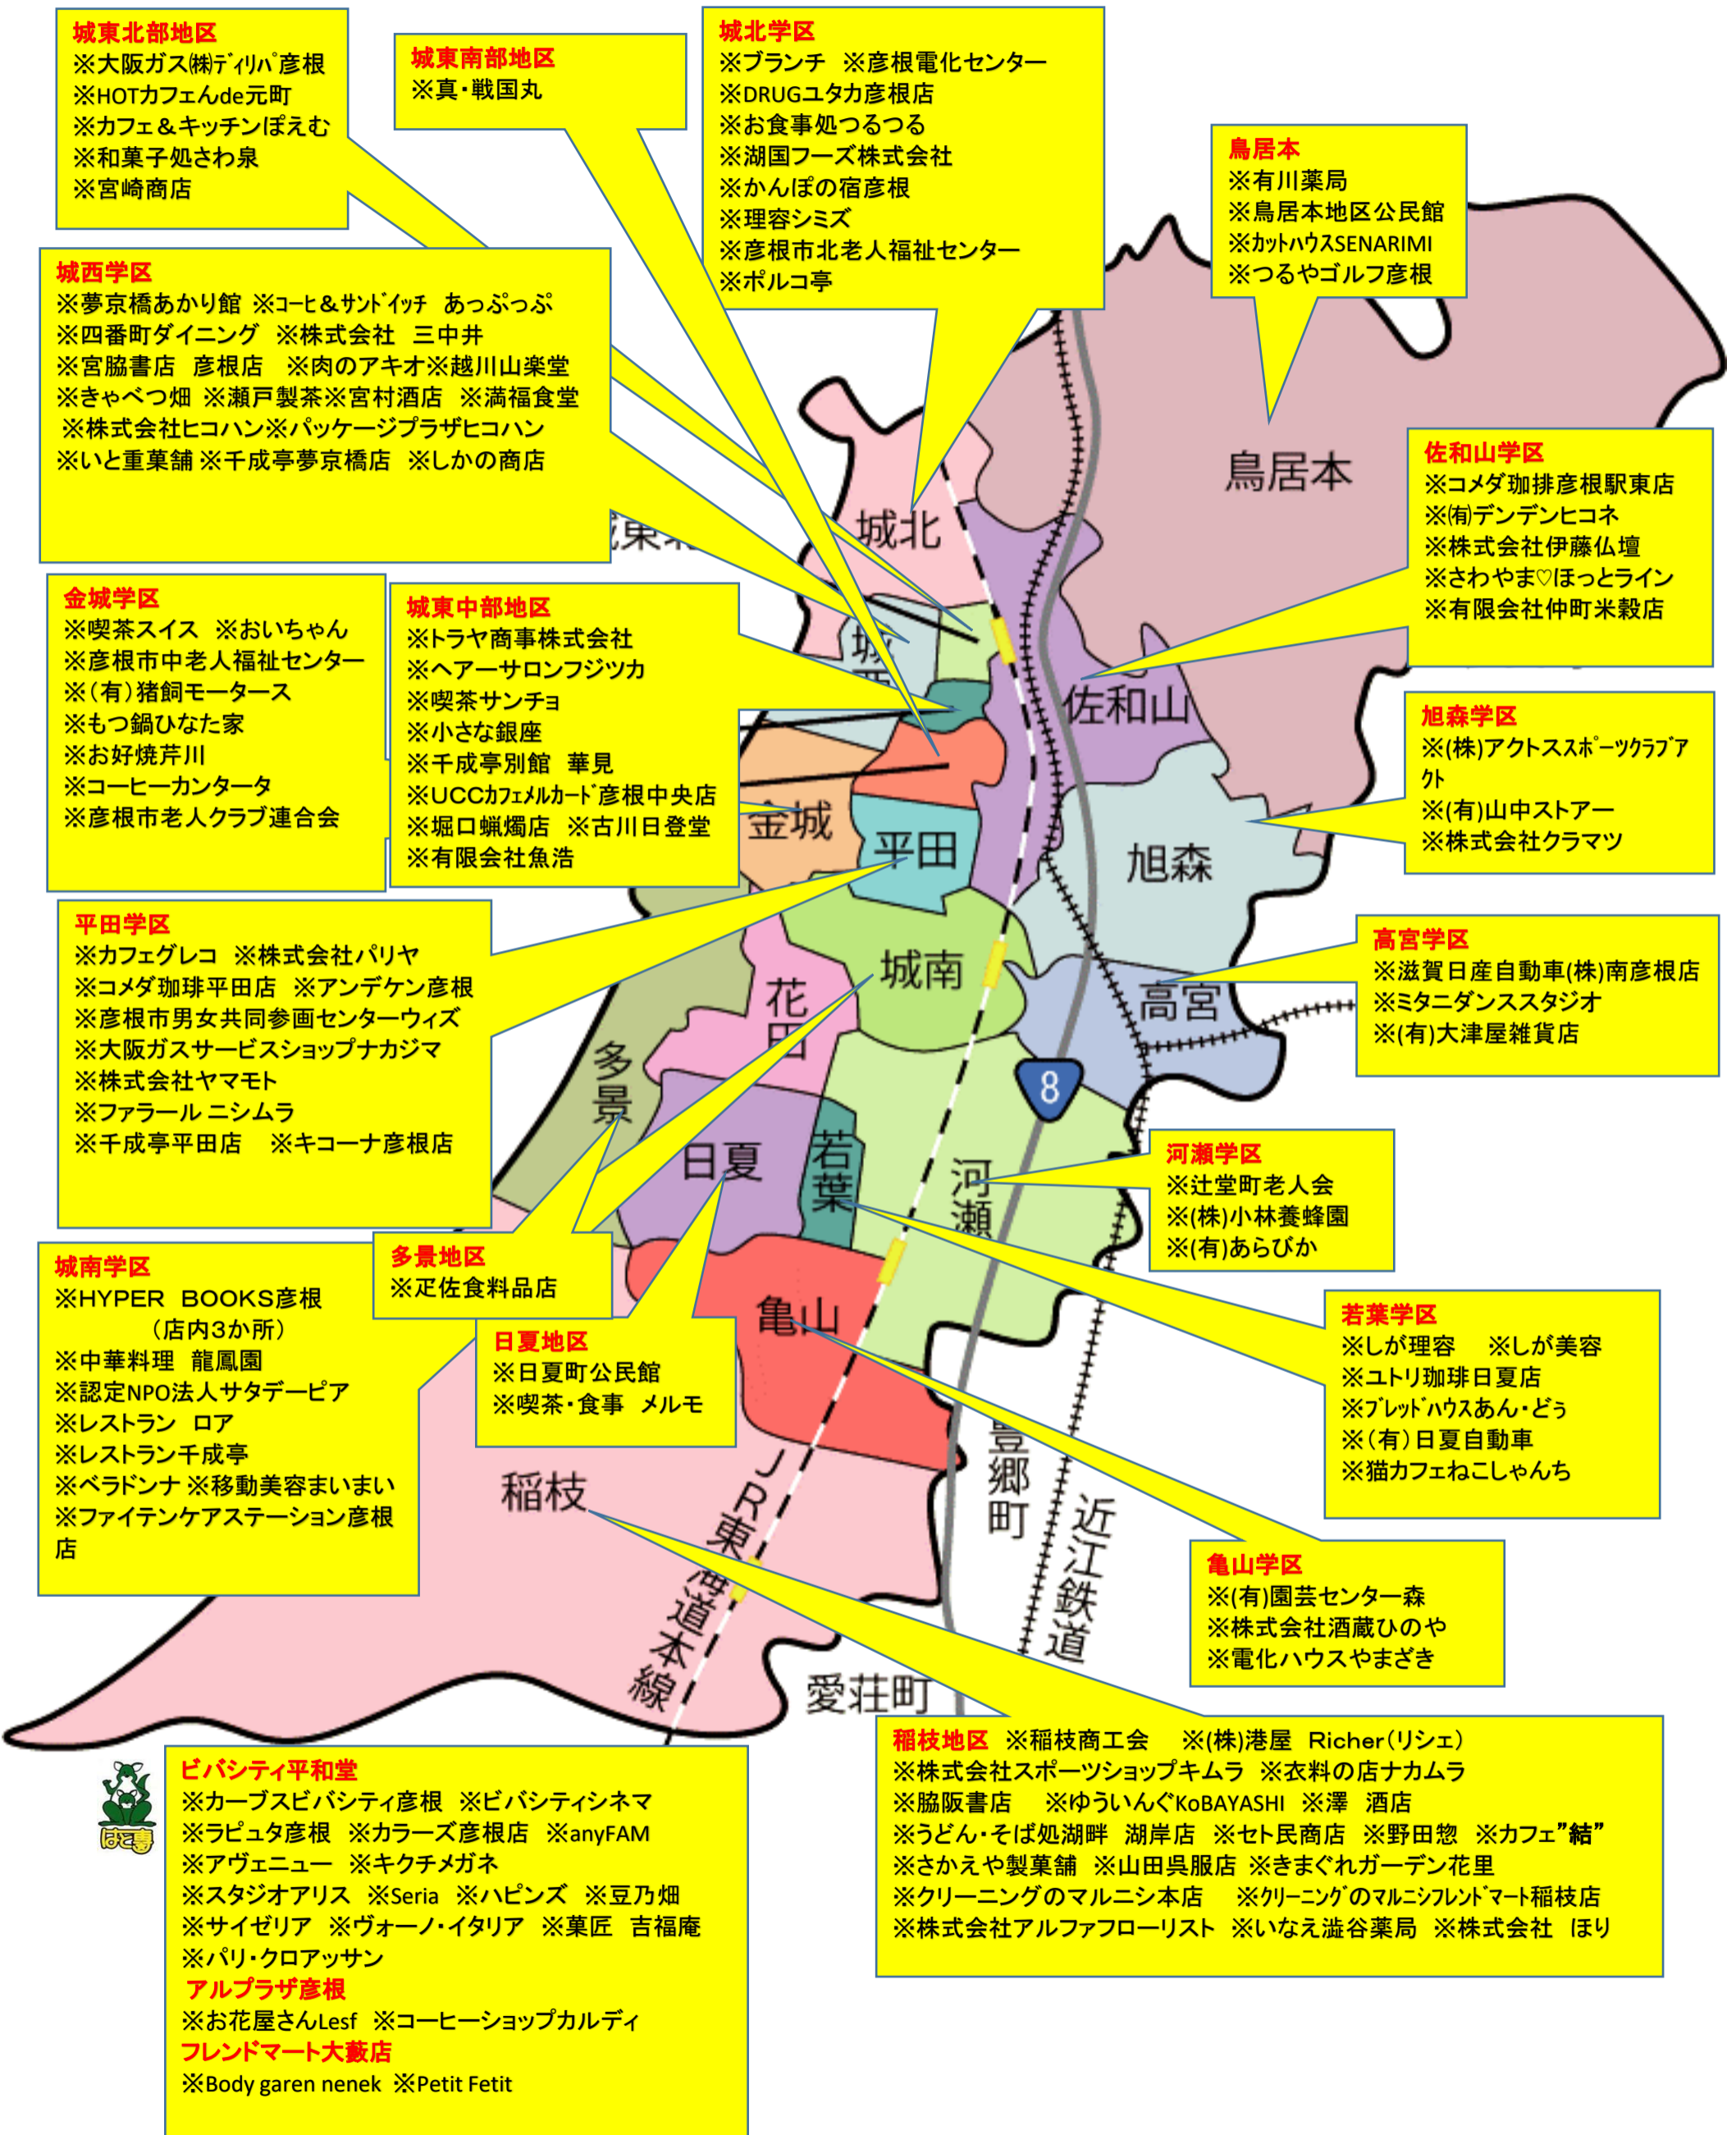 城東北部地区
※大阪ガス㈱ディリパ彦根
※HOTカフェんde元町
※カフェ＆キッチンぽえむ
※和菓子処さわ泉
※宮崎商店
城東南部地区
※真・戦国丸
城北学区
※ブランチ ※彦根電化センター
※DRUGユタカ彦根店
※お食事処つるつる
※湖国フーズ株式会社
※かんぽの宿彦根
※理容シミズ
※彦根市北老人福祉センター
※ポルコ亭
鳥居本
※有川薬局
※鳥居本地区公民館
※カットハウスSENARIMI
※つるやゴルフ彦根
城西学区
※夢京橋あかり館 ※コーヒ&サンドイッチ あっぷっぷ
※四番町ダイニング ※株式会社 三中井
※宮脇書店 彦根店 ※肉のアキオ※越川山楽堂
※きゃべつ畑 ※瀬戸製茶※宮村酒店 ※満福食堂
※株式会社ヒコハン※パッケージプラザヒコハン
※いと重菓舗 ※千成亭夢京橋店 ※しかの商店
佐和山学区
※コメダ珈排彦根駅東店
※㈲デンデンヒコネ
※株式会社伊藤仏壇
※さわやま♡ほっとライン
※有限会社仲町米穀店
金城学区
※喫茶スイス ※おいちゃん
※彦根市中老人福祉センター
※（有）猪飼モータース
※もつ鍋ひなた家
※お好焼芹川
※コーヒーカンタータ
※彦根市老人クラブ連合会
城東中部地区
※トラヤ商事株式会社
※ヘアーサロンフジツカ
※喫茶サンチョ
※小さな銀座
※千成亭別館 華見
※UCCカフェメルカード彦根中央店
※堀口蝋燭店 ※古川日登堂
※有限会社魚浩
旭森学区
※(株)アクトススポーツクラブア
クト
※(有)山中ストアー
※株式会社クラマツ
平田学区
※カフェグレコ ※株式会社パリヤ
※コメダ珈琲平田店 ※アンデケン彦根
※彦根市男女共同参画センターウィズ
※大阪ガスサービスショップナカジマ
※株式会社ヤマモト
※ファラール ニシムラ
※千成亭平田店 ※キコーナ彦根店
高宮学区
※滋賀日産自動車(株)南彦根店
※ミタニダンススタジオ
※(有)大津屋雑貨店
河瀬学区
※辻堂町老人会
※(株)小林養蜂園
※(有)あらびか
城南学区
※HYPER BOOKS彦根
（店内3か所）
※中華料理 龍鳳園
※認定NPO法人サタデーピア
※レストラン ロア
※レストラン千成亭
※ベラドンナ ※移動美容まいまい
※ファイテンケアステーション彦根
店
多景地区
※疋佐食料品店
日夏地区
※日夏町公民館
※喫茶・食事 メルモ
若葉学区
※しが理容 ※しが美容
※ユトリ珈琲日夏店
※ブレッドハウスあん・どぅ
※（有）日夏自動車
※猫カフェねこしゃんち
亀山学区
※(有)園芸センター森
※株式会社酒蔵ひのや
※電化ハウスやまざき
稲枝地区 ※稲枝商工会 ※(株)港屋 Richer（リシェ）
※株式会社スポーツショップキムラ ※衣料の店ナカムラ
※脇阪書店 ※ゆういんぐKoBAYASHI ※澤 酒店
※うどん・そば処湖畔 湖岸店 ※セト民商店 ※野田惣 ※カフェ”結”
※さかえや製菓舗 ※山田呉服店 ※きまぐれガーデン花里
※クリーニングのマルニシ本店 ※クリーニングのマルニシフレンドマート稲枝店
※株式会社アルファフローリスト ※いなえ澁谷薬局 ※株式会社 ほり
ビバシティ平和堂
※カーブスビバシティ彦根 ※ビバシティシネマ
※ラピュタ彦根 ※カラーズ彦根店 ※anyFAM
※アヴェニュー ※キクチメガネ
※スタジオアリス ※Seria ※ハピンズ ※豆乃畑
※サイゼリア ※ヴォーノ・イタリア ※菓匠 吉福庵
※パリ・クロアッサン
アルプラザ彦根
※お花屋さんLesf ※コーヒーショップカルディ
フレンドマート大藪店
※Body garen nenek ※Petit Fetit
鳥居本
城北
佐和山
金城
平田
旭森
城南
花田
高宮
多景
8
日夏
若葉
河瀬
亀山
稲枝
豊郷町
近江鉄道
JR東海道本線
愛荘町